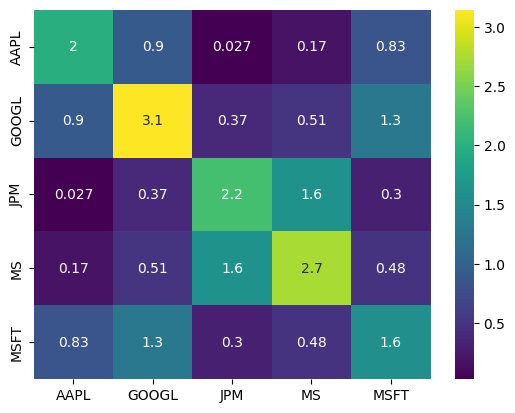 AAPL 2 0.9 0.027 0.17 0.83
GOOGL 0.9 3.1 0.37 0.51 1.3
JPM 0.027 0.37 2.2 1.6 0.3
MS 0.17 0.51 1.6 2.7 0.48
MSFT 0.83 1.3 0.3 0.48 1.6
AAPL GOOGL JPM MS MSFT
3.0
2.5
2.0
1.5
1.0
0.5